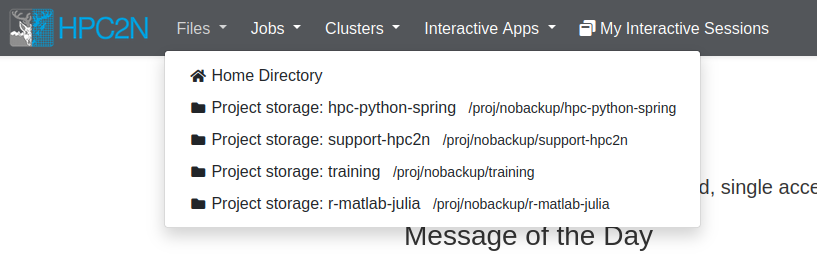 HPC2N Files Jobs Clusters Interactive Apps My Interactive Sessions
Home Directory
Project storage: hpc-python-spring /proj/nobackup/hpc-python-spring
Project storage: support-hpc2n /proj/nobackup/support-hpc2n
Project storage: training /proj/nobackup/training
d, single acce
Project storage: r-matlab-julia /proj/nobackup/r-matlab-julia
Message of the Day